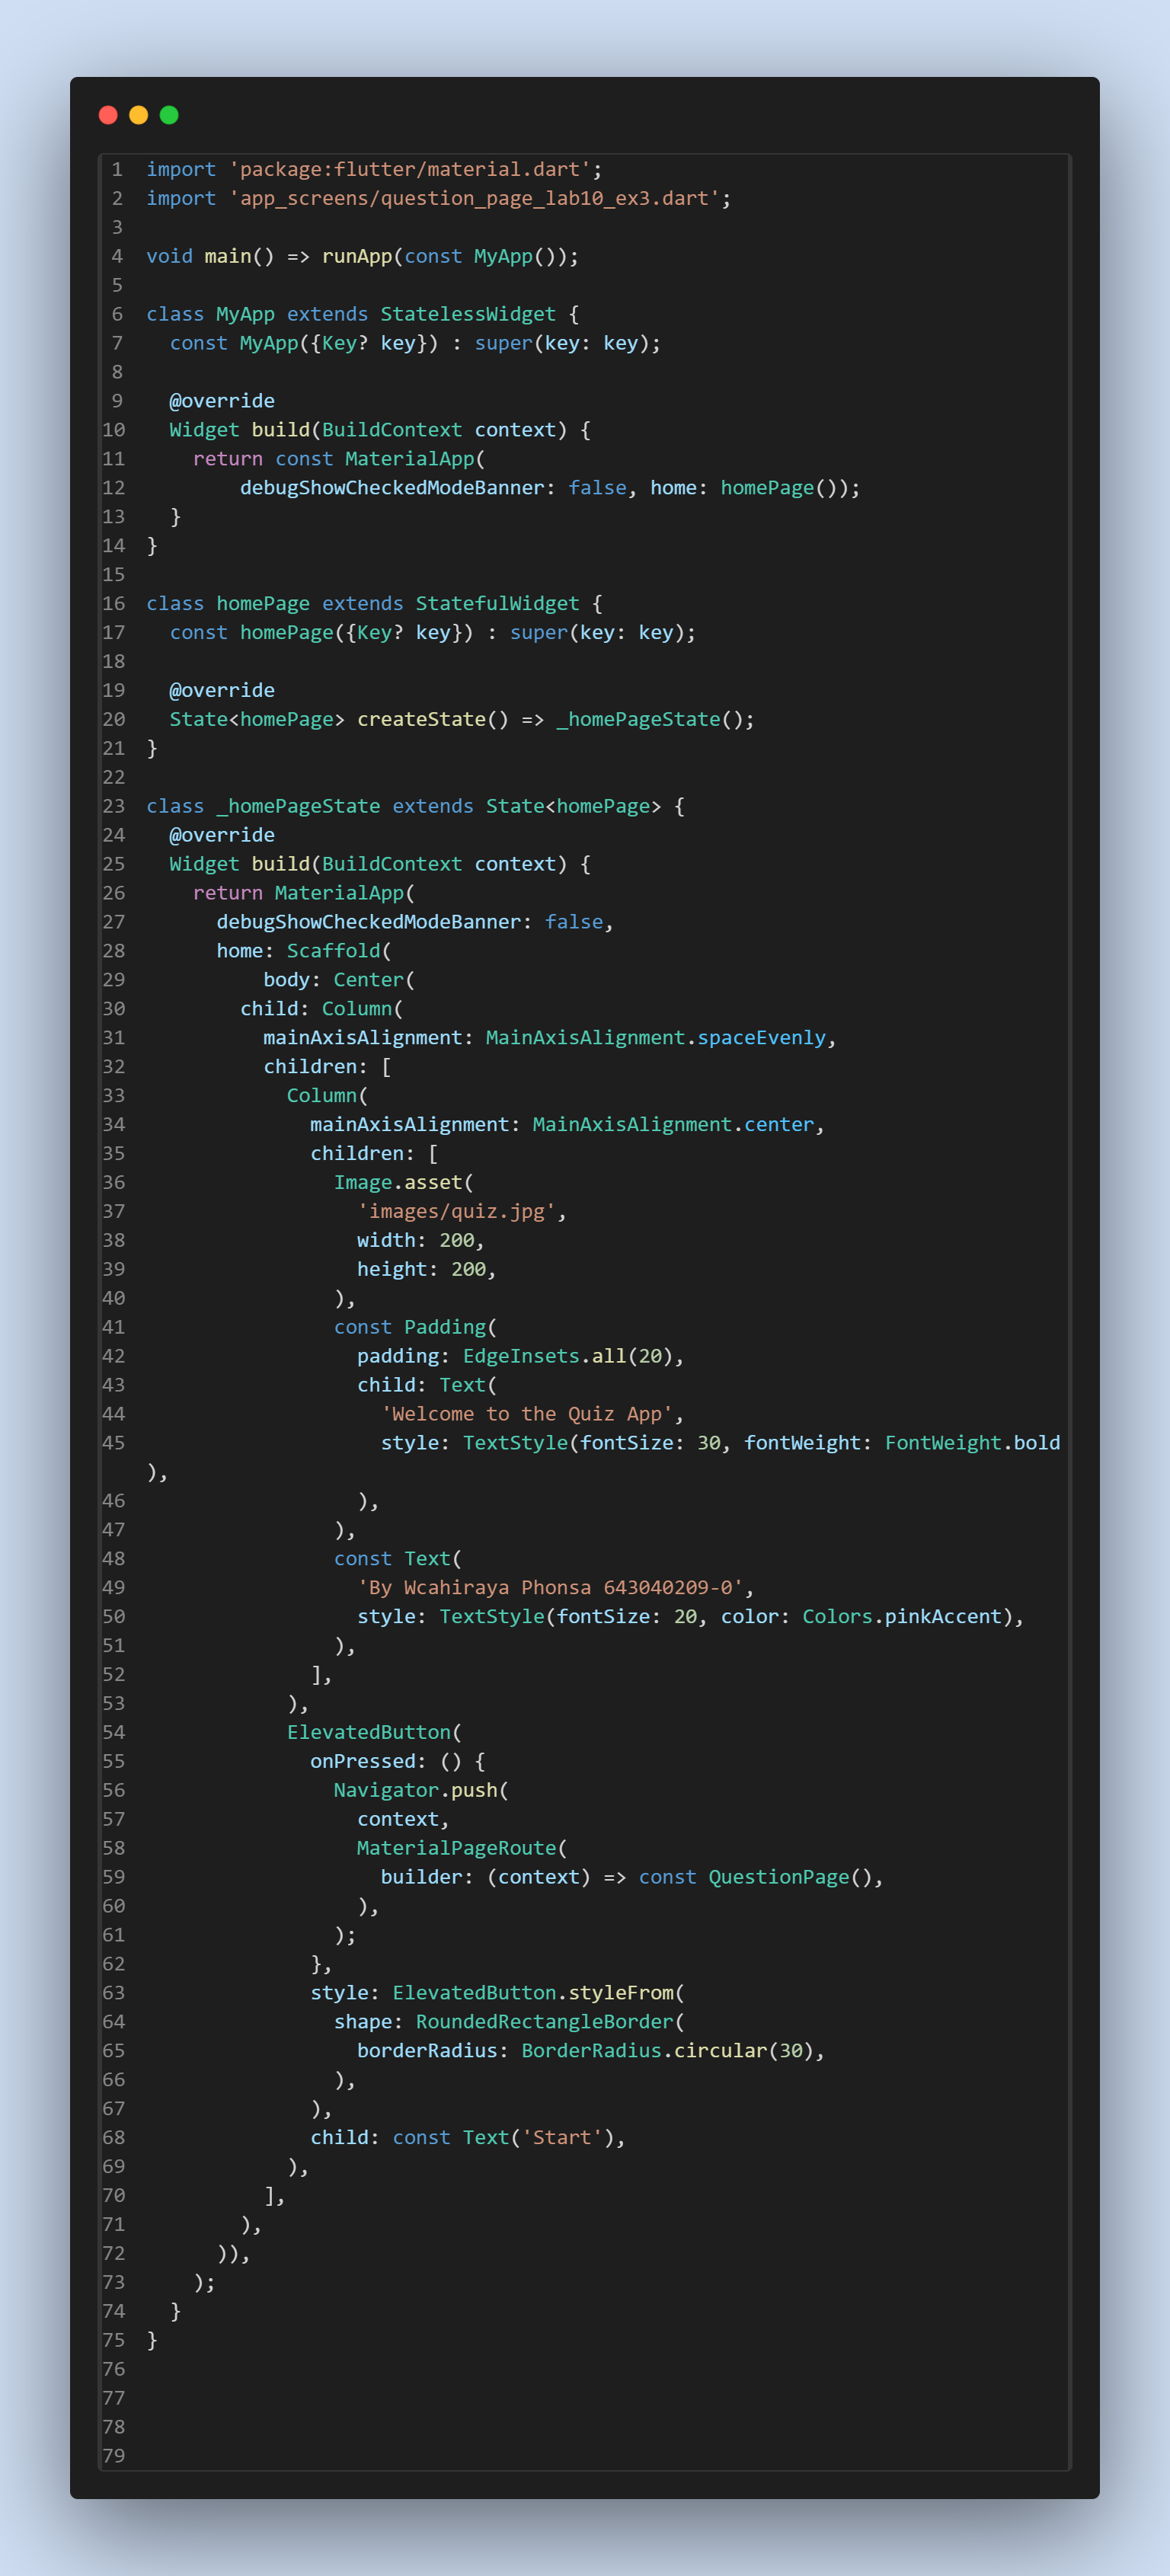 1 import 'package:flutter/material.dart';
2 import 'app_screens/question_page_lab10_ex3.dart';
3
4 void main() => runApp(const MyApp());
5
6 class MyApp extends StatelessWidget {
7   const MyApp({Key? key}) : super(key: key);
8
9   @override
10   Widget build(BuildContext context) {
11     return const MaterialApp(
12         debugShowCheckedModeBanner: false, home: homePage());
13   }
14 }
15
16 class homePage extends StatefulWidget {
17   const homePage({Key? key}) : super(key: key);
18
19   @override
20   State<homePage> createState() => _homePageState();
21 }
22
23 class _homePageState extends State<homePage> {
24   @override
25   Widget build(BuildContext context) {
26     return MaterialApp(
27       debugShowCheckedModeBanner: false,
28       home: Scaffold(
29           body: Center(
30         child: Column(
31           mainAxisAlignment: MainAxisAlignment.spaceEvenly,
32           children: [
33             Column(
34               mainAxisAlignment: MainAxisAlignment.center,
35               children: [
36                 Image.asset(
37                   'images/quiz.jpg',
38                   width: 200,
39                   height: 200,
40                 ),
41                 const Padding(
42                   padding: EdgeInsets.all(20),
43                   child: Text(
44                     'Welcome to the Quiz App',
45                     style: TextStyle(fontSize: 30, fontWeight: FontWeight.bold
),
46                   ),
47                 ),
48                 const Text(
49                   'By Wcahiraya Phonsa 643040209-0',
50                   style: TextStyle(fontSize: 20, color: Colors.pinkAccent),
51                 ),
52               ],
53             ),
54             ElevatedButton(
55               onPressed: () {
56                 Navigator.push(
57                   context,
58                   MaterialPageRoute(
59                     builder: (context) => const QuestionPage(),
60                   ),
61                 );
62               },
63               style: ElevatedButton.styleFrom(
64                 shape: RoundedRectangleBorder(
65                   borderRadius: BorderRadius.circular(30),
66                 ),
67               ),
68               child: const Text('Start'),
69             ),
70           ],
71         ),
72       )),
73     );
74   }
75 }
76
77
78
79